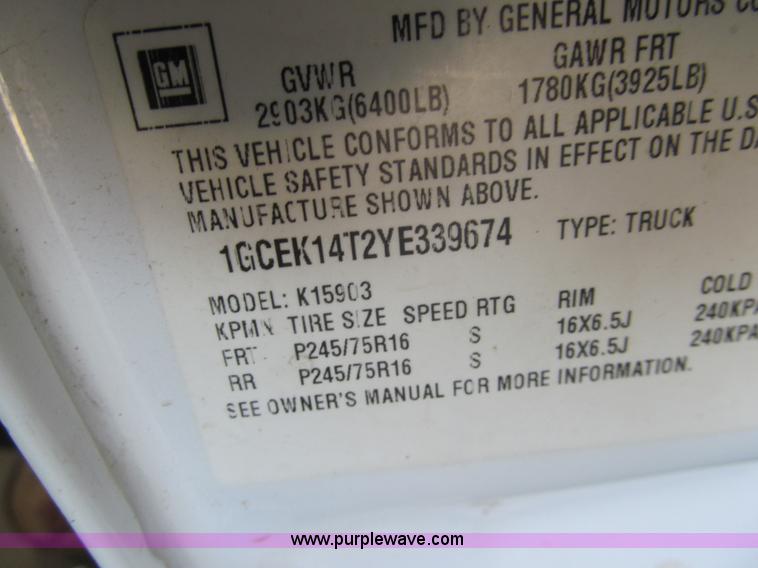 MFD BY GENERAL MOTORS CO
GM
GVWR GAWR FRT
2903KG(6400LB) 1780KG(3925LB)
THIS VEHICLE CONFORMS TO ALL APPLICABLE U.S
VEHICLE SAFETY STANDARDS IN EFFECT ON THE DA
MANUFACTURE SHOWN ABOVE.
1GCEK14T2YE339674 TYPE: TRUCK
MODEL: K15903
TIRE SIZE SPEED RTG RIM COLD
FRT P245/75R16 S 16X6.5J 240KPA
RR P245/75R16 S 16X6.5J 240KPA
SEE OWNER'S MANUAL FOR MORE INFORMATION.
www.purplewave.com